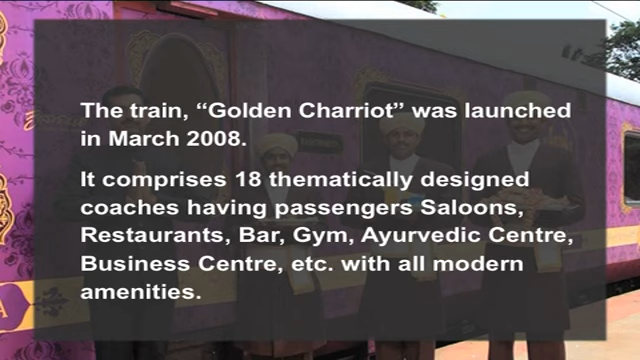 The train, “Golden Charriot” was launched
in March 2008.
It comprises 18 thematically designed
coaches having passengers Saloons,
Restaurants, Bar, Gym, Ayurvedic Centre,
Business Centre, etc. with all modern
amenities.